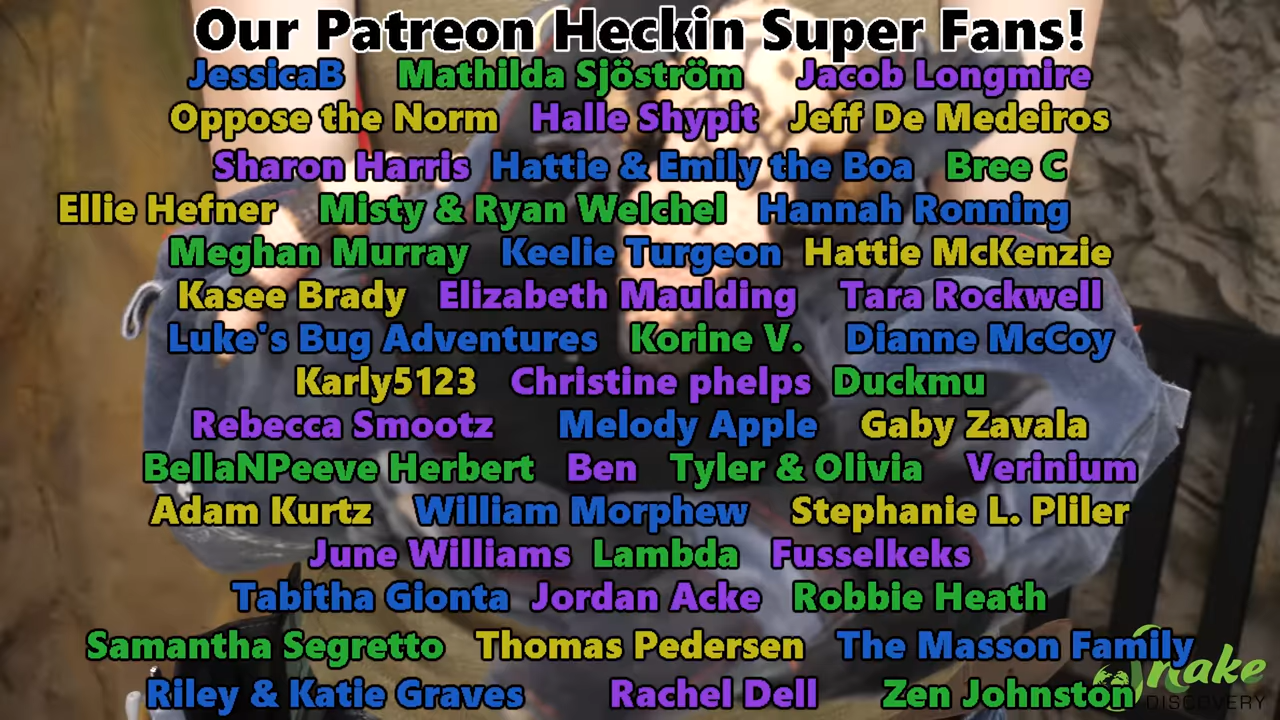 Our Patreon Heckin Super Fans!
JessicaB Mathilda Sjöström Jacob Longmire
Oppose the Norm Halle Shypit Jeff De Medeiros
Sharon Harris Hattie & Emily the Boa Bree C
Ellie Hefner Misty & Ryan Welchel Hannah Ronning
Meghan Murray Keelie Turgeon Hattie McKenzie
Kasee Brady Elizabeth Maulding Tara Rockwell
Luke's Bug Adventures Korine V. Dianne McCoy
Karly5123 Christine phelps Duckmu
Rebecca Smootz Melody Apple Gaby Zavala
BellaNPeeve Herbert Ben Tyler & Olivia Verinium
Adam Kurtz William Morphew Stephanie L. Pliler
June Williams Lambda Fusselkeks
Tabitha Gionta Jordan Acke Robbie Heath
Samantha Segretto Thomas Pedersen The Masson Family
Riley & Katie Graves Rachel Dell Zen Johnston
Snake
DISCOVERY